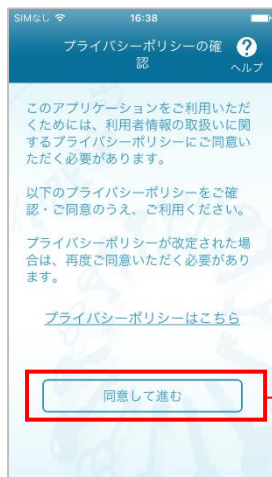 SIMなし 16:38
プライバシーポリシーの確
認
?
ヘルプ
このアプリケーションをご利用いただ
くためには、利用者情報の取扱いに関
するプライバシーポリシーにご同意い
ただく必要があります。
以下のプライバシーポリシーをご確
認・ご同意のうえ、ご利用ください。
プライバシーポリシーが改定された場
合は、再度ご同意いただく必要があり
ます。
プライバシーポリシーはこちら
同意して進む